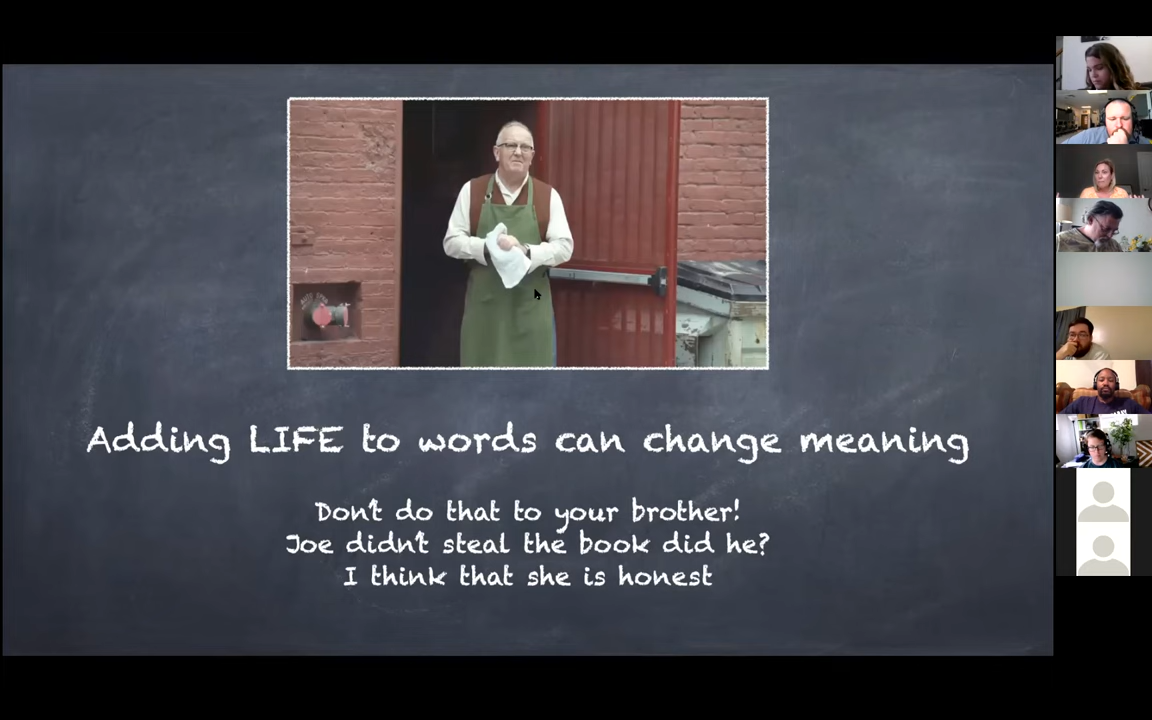 Adding LIFE to words can change meaning
Don't do that to your brother!
Joe didn't steal the book did he?
I think that she is honest